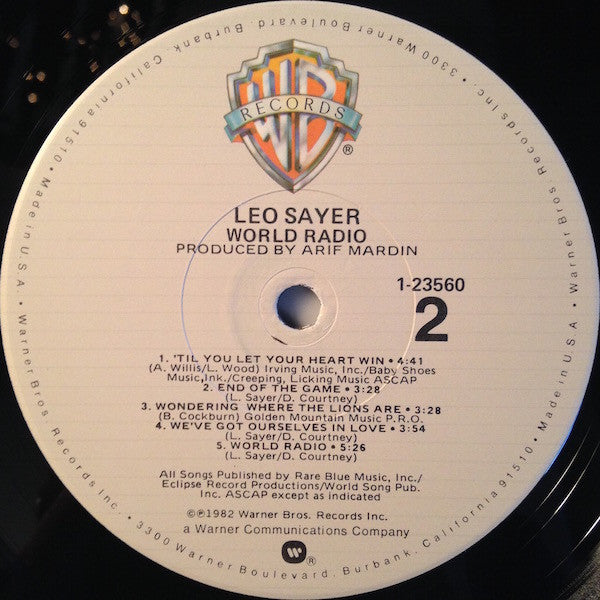 WB
RECORDS
®
LEO SAYER
WORLD RADIO
PRODUCED BY ARIF MARDIN
1-23560
2
1. 'TIL YOU LET YOUR HEART WIN • 4:41
(A. Willis/L. Wood) Irving Music, Inc./Baby Shoes
Music,Ink./Creeping, Licking Music ASCAP
2. END OF THE GAME • 3:28
(L. Sayer/D. Courtney)
3. WONDERING WHERE THE LIONS ARE • 3:28
(B. Cockburn) Golden Mountain Music P.R.O.
4. WE'VE GOT OURSELVES IN LOVE • 3:54
(L. Sayer/D. Courtney)
5. WORLD RADIO • 5:26
(L. Sayer/D. Courtney)
All Songs Published by Rare Blue Music, Inc./
Eclipse Record Productions/World Song Pub.
Inc. ASCAP except as indicated
©℗1982 Warner Bros. Records Inc.
a Warner Communications Company
W ®
Warner Bros. Records Inc. • 3300 Warner Boulevard, Burbank, California 91510 • Made in U.S.A. • Warner Bros. Records Inc. • 3300 Warner Boulevard, Burbank, California 91510 • Made in U.S.A. •